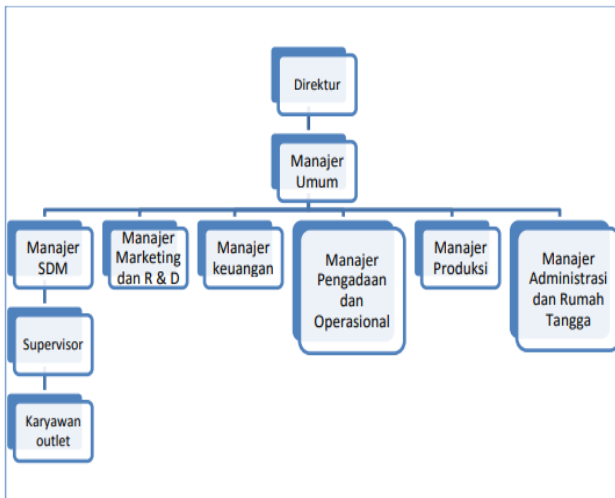 Direktur
Manajer
Umum
Manajer
SDM
Manajer
Marketing
dan R & D
Manajer
keuangan
Manajer
Pengadaan
dan
Operasional
Manajer
Produksi
Manajer
Administrasi
dan Rumah
Tangga
Supervisor
Karyawan
outlet